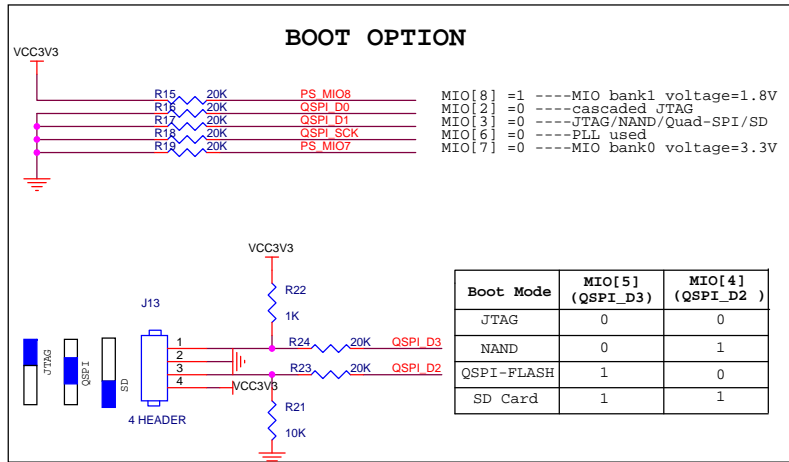 BOOT OPTION
VCC3V3
R15 20K PS_MIO8 MIO[8] =1 ----MIO bank1 voltage=1.8V
R16 20K QSPI_D0 MIO[2] =0 ----cascaded JTAG
R17 20K QSPI_D1 MIO[3] =0 ----JTAG/NAND/Quad-SPI/SD
R18 20K QSPI_SCK MIO[6] =0 ----PLL used
R19 20K PS_MIO7 MIO[7] =0 ----MIO bank0 voltage=3.3V
VCC3V3
R22
1K
J13
1 R24 20K QSPI_D3
2
3 R23 20K QSPI_D2
4 VCC3V3
R21
10K
4 HEADER
JTAG
QSPI
SD
Boot Mode MIO[5] (QSPI_D3) MIO[4] (QSPI_D2 )
JTAG 0 0
NAND 0 1
QSPI-FLASH 1 0
SD Card 1 1